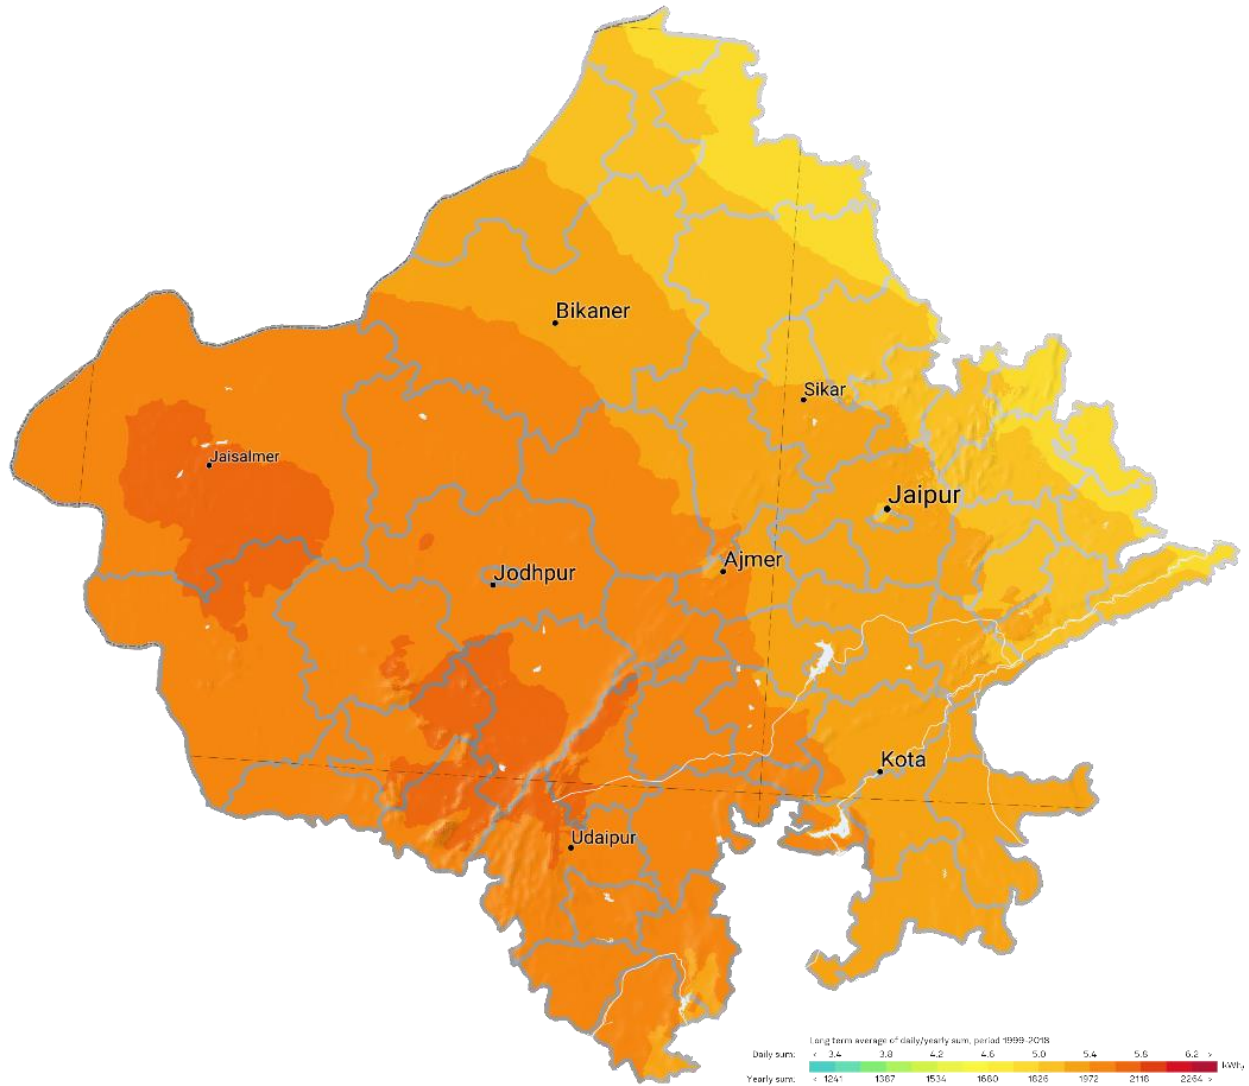 Bikaner
Sikar
Jaisalmer
Jaipur
Ajmer
Jodhpur
Kota
Udaipur
Long term average of daily/yearly sum, period 1999-2018
Daily sum: < 3.4 3.8 4.2 4.6 5.0 5.4 5.8 6.2 >
Yearly sum: < 1241 1387 1534 1680 1826 1972 2118 2264 >